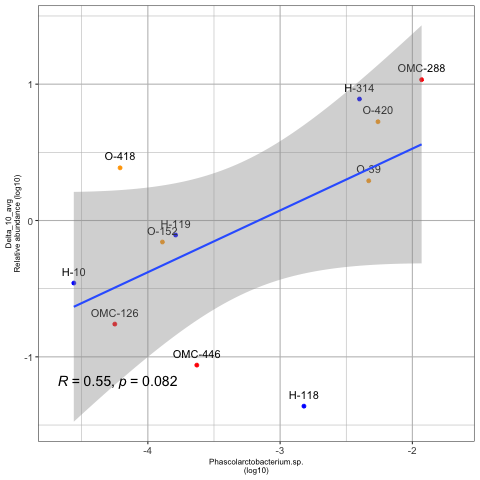 OMC-288
H-314
O-420
O-418
O-39
H-119
O-152
H-10
OMC-126
OMC-446
H-118
R = 0.55, p = 0.082
1
0
-1
-4
-3
-2
Delta_10_avg
Relative abundance (log10)
Phascolarctobacterium.sp.
(log10)